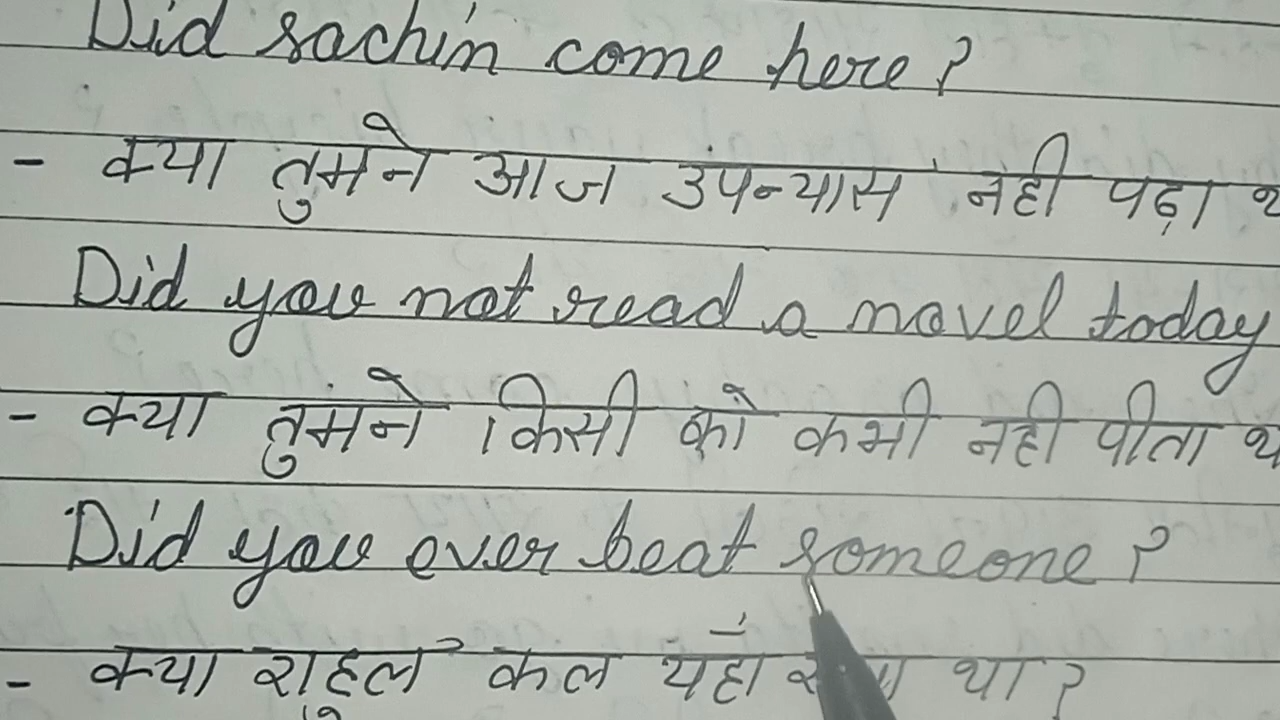 Did sachin come here?
- क्या तुमने आज उपन्यास नही पढ़ा
Did you not read a novel today
- क्या तुमने किसी को कभी नही पीता
Did you ever beat someone?
- क्या राहुल कल यहाँ था?